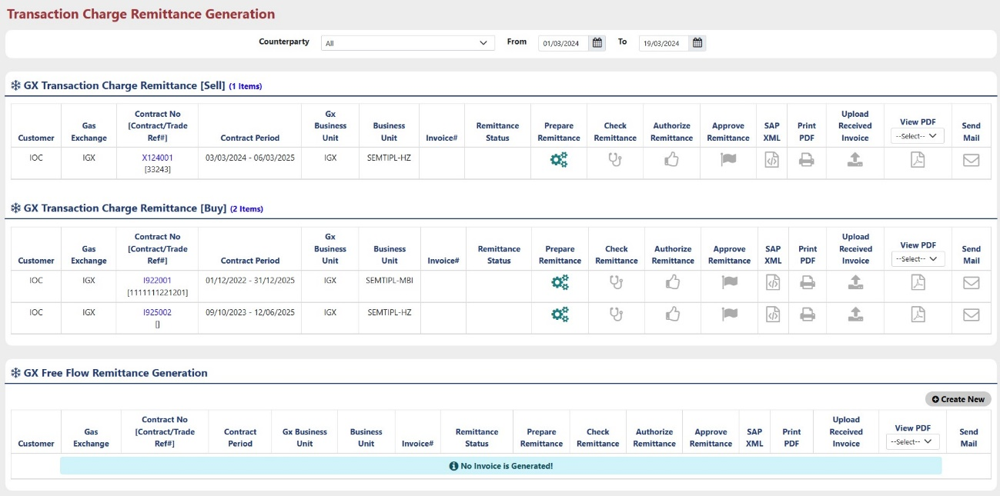 Transaction Charge Remittance Generation
Counterparty All From 01/03/2024 To 19/03/2024
GX Transaction Charge Remittance [Sell] (1 Items)
Customer Gas Exchange Contract No [Contract/Trade Ref#] Contract Period Gx Business Unit Business Unit Invoice# Remittance Status Prepare Remittance Check Remittance Authorize Remittance Approve Remittance SAP XML Print PDF Upload Received Invoice View PDF --Select-- Send Mail
IOC IGX X124001 03/03/2024 - 06/03/2025 IGX SEMTIPL-HZ
[33243]
GX Transaction Charge Remittance [Buy] (2 Items)
Customer Gas Exchange Contract No [Contract/Trade Ref#] Contract Period Gx Business Unit Business Unit Invoice# Remittance Status Prepare Remittance Check Remittance Authorize Remittance Approve Remittance SAP XML Print PDF Upload Received Invoice View PDF --Select-- Send Mail
IOC IGX I922001 01/12/2022 - 31/12/2025 IGX SEMTIPL-MBI
[1111111221201]
IOC IGX I925002 09/10/2023 - 12/06/2025 IGX SEMTIPL-HZ
[]
GX Free Flow Remittance Generation
Create New
Customer Gas Exchange Contract No [Contract/Trade Ref#] Contract Period Gx Business Unit Business Unit Invoice# Remittance Status Prepare Remittance Check Remittance Authorize Remittance Approve Remittance SAP XML Print PDF Upload Received Invoice View PDF --Select-- Send Mail
No Invoice is Generated!